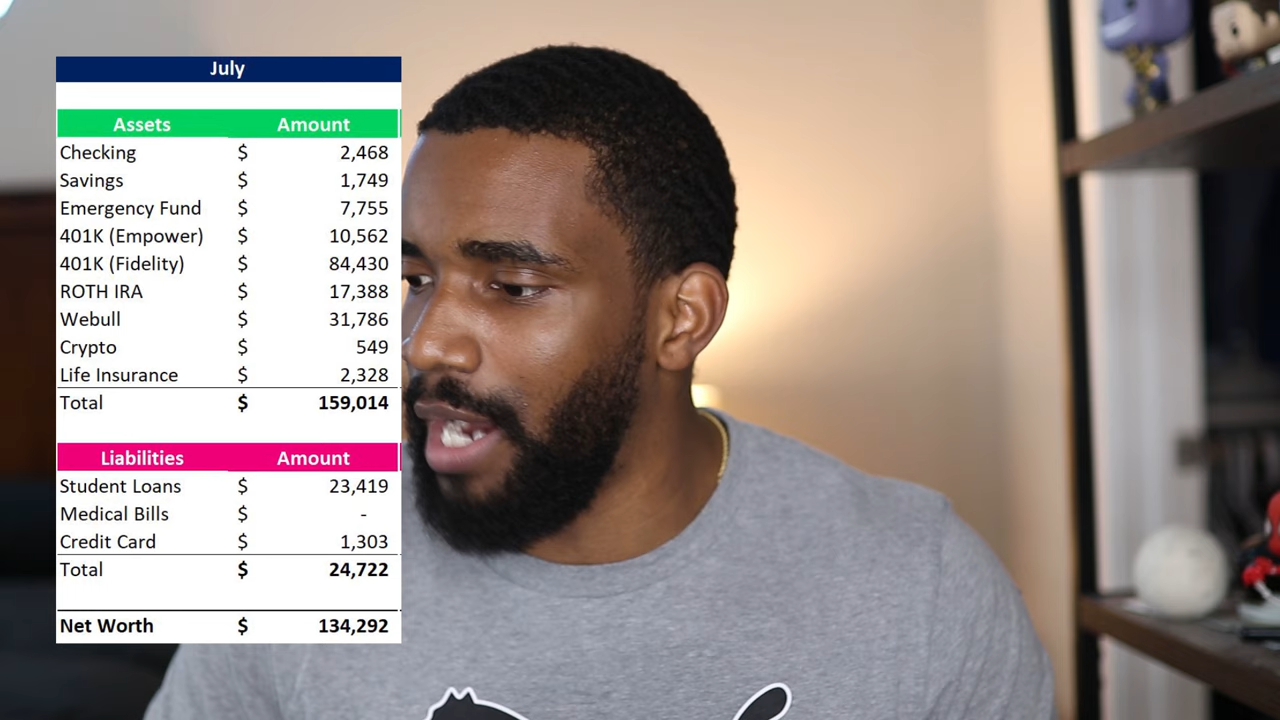 July
Assets Amount
Checking $ 2,468
Savings $ 1,749
Emergency Fund $ 7,755
401K (Empower) $ 10,562
401K (Fidelity) $ 84,430
ROTH IRA $ 17,388
Webull $ 31,786
Crypto $ 549
Life Insurance $ 2,328
Total $ 159,014
Liabilities Amount
Student Loans $ 23,419
Medical Bills $ -
Credit Card $ 1,303
Total $ 24,722
Net Worth $ 134,292